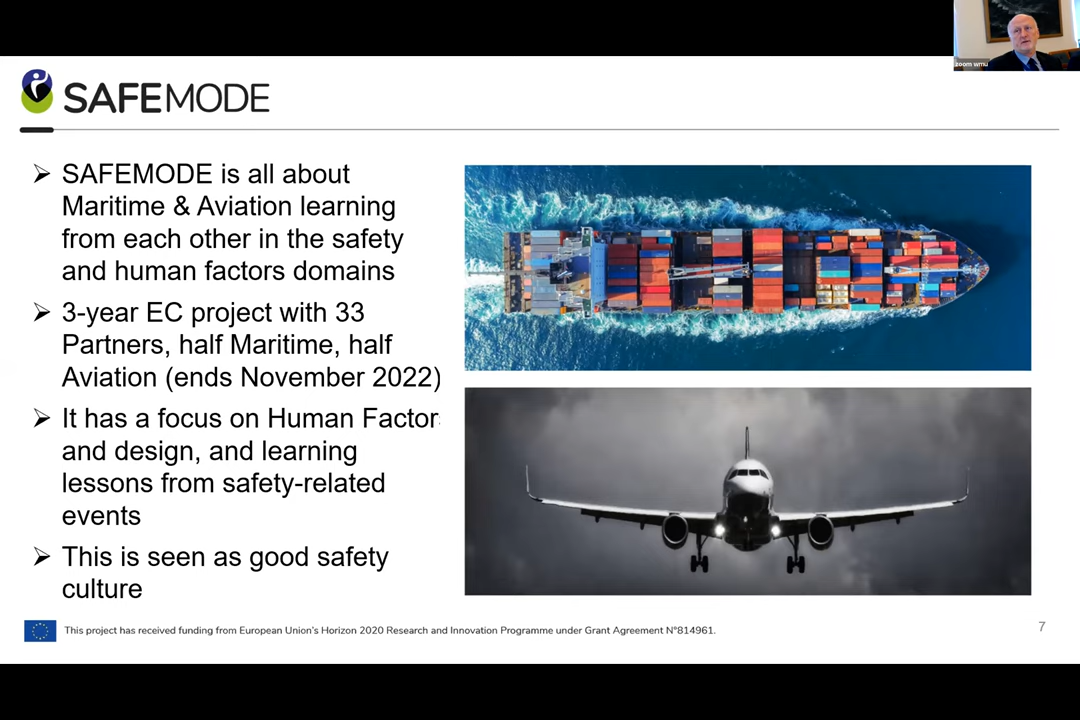 zoom wmu
SAFEMODE
SAFEMODE is all about
Maritime & Aviation learning
from each other in the safety
and human factors domains
3-year EC project with 33
Partners, half Maritime, half
Aviation (ends November 2022)
It has a focus on Human Factor
and design, and learning
lessons from safety-related
events
This is seen as good safety
culture
This project has received funding from European Union's Horizon 2020 Research and Innovation Programme under Grant Agreement N°814961.
7